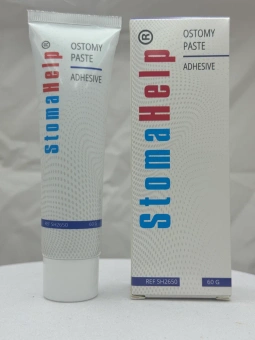 StomaHelp®
OSTOMY
PASTE
ADHESIVE
REF SH2650
StomaHelp®
OSTOMY
PASTE
ADHESIVE
REF SH2650 60 G